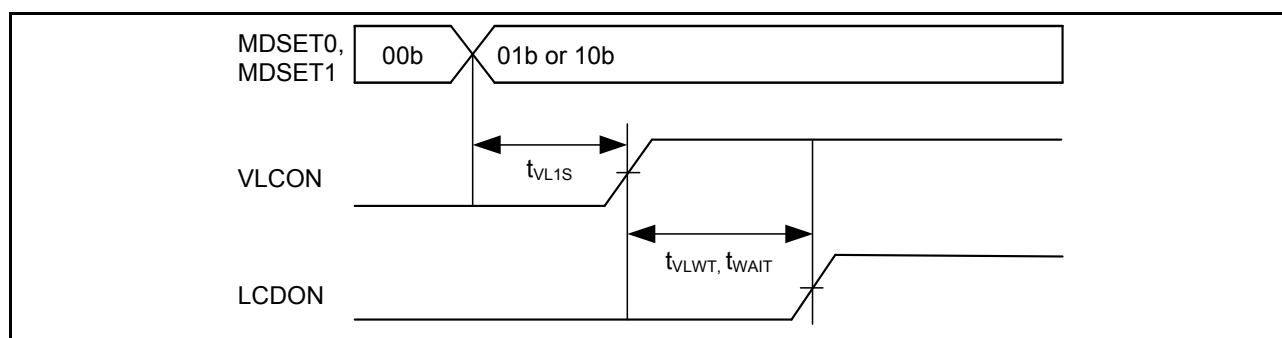 MDSET0,
MDSET1
00b
01b or 10b
tVL1S
VLCON
tVLWT, tWAIT
LCDON